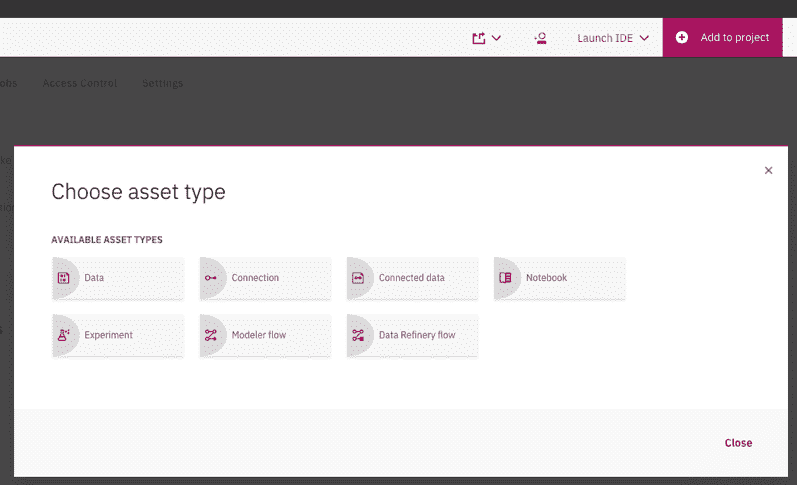 Launch IDE
Add to project
obs Access Control Settings
Choose asset type
AVAILABLE ASSET TYPES
Data Connection Connected data Notebook
Experiment Modeler flow Data Refinery flow
Close